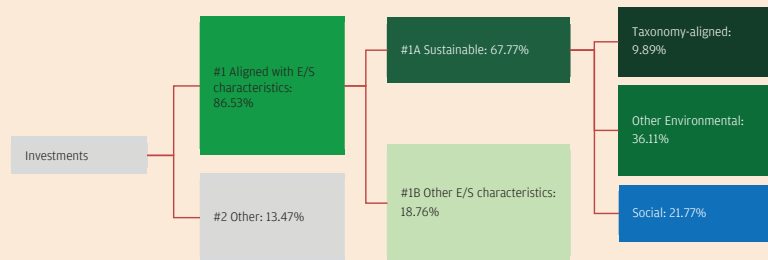 Investments
#1 Aligned with E/S
characteristics:
86.53%
#2 Other: 13.47%
#1A Sustainable: 67.77%
#1B Other E/S characteristics:
18.76%
Taxonomy-aligned:
9.89%
Other Environmental:
36.11%
Social: 21.77%